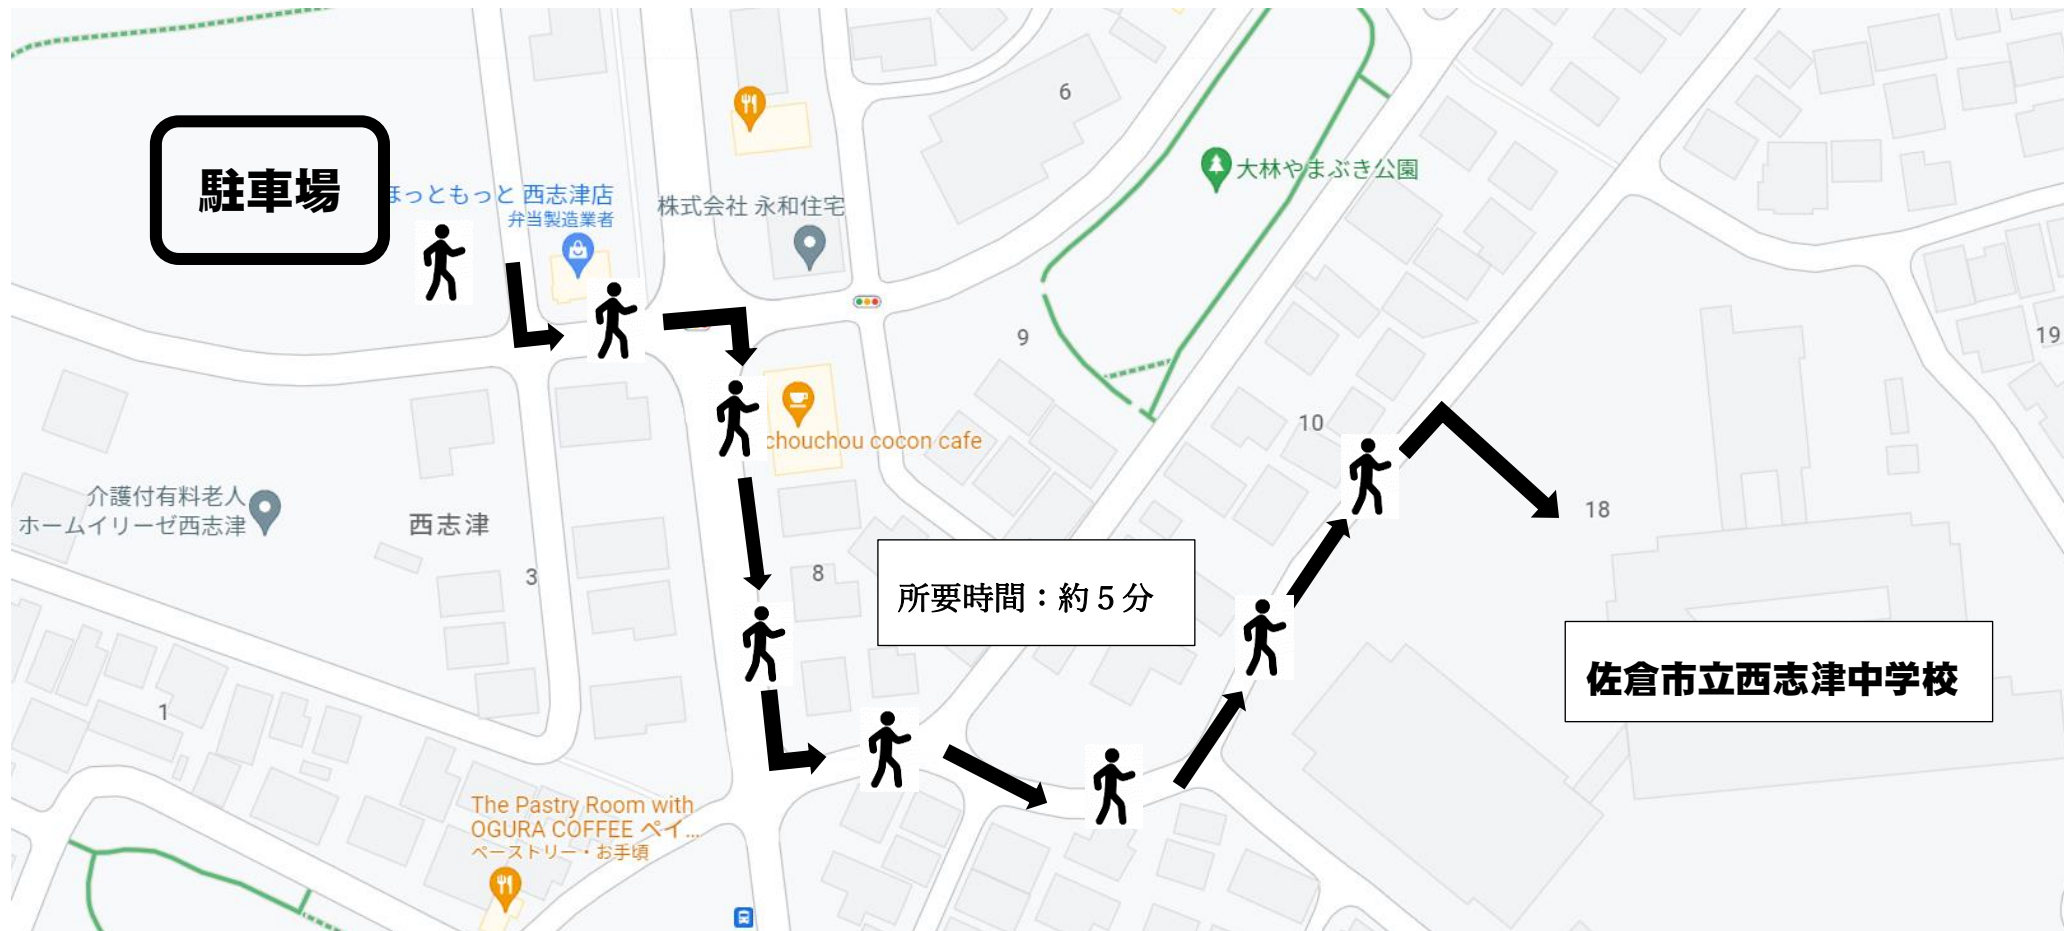 駐車場
ほっともっと 西志津店
弁当製造業者
株式会社 永和住宅
6
大林やまぶき公園
9
19
chouchou cocon cafe
10
介護付有料老人
ホームイリーゼ西志津
西志津
3
8
18
所要時間：約５分
佐倉市立西志津中学校
1
The Pastry Room with
OGURA COFFEE ペイ...
ペーストリー・お手頃